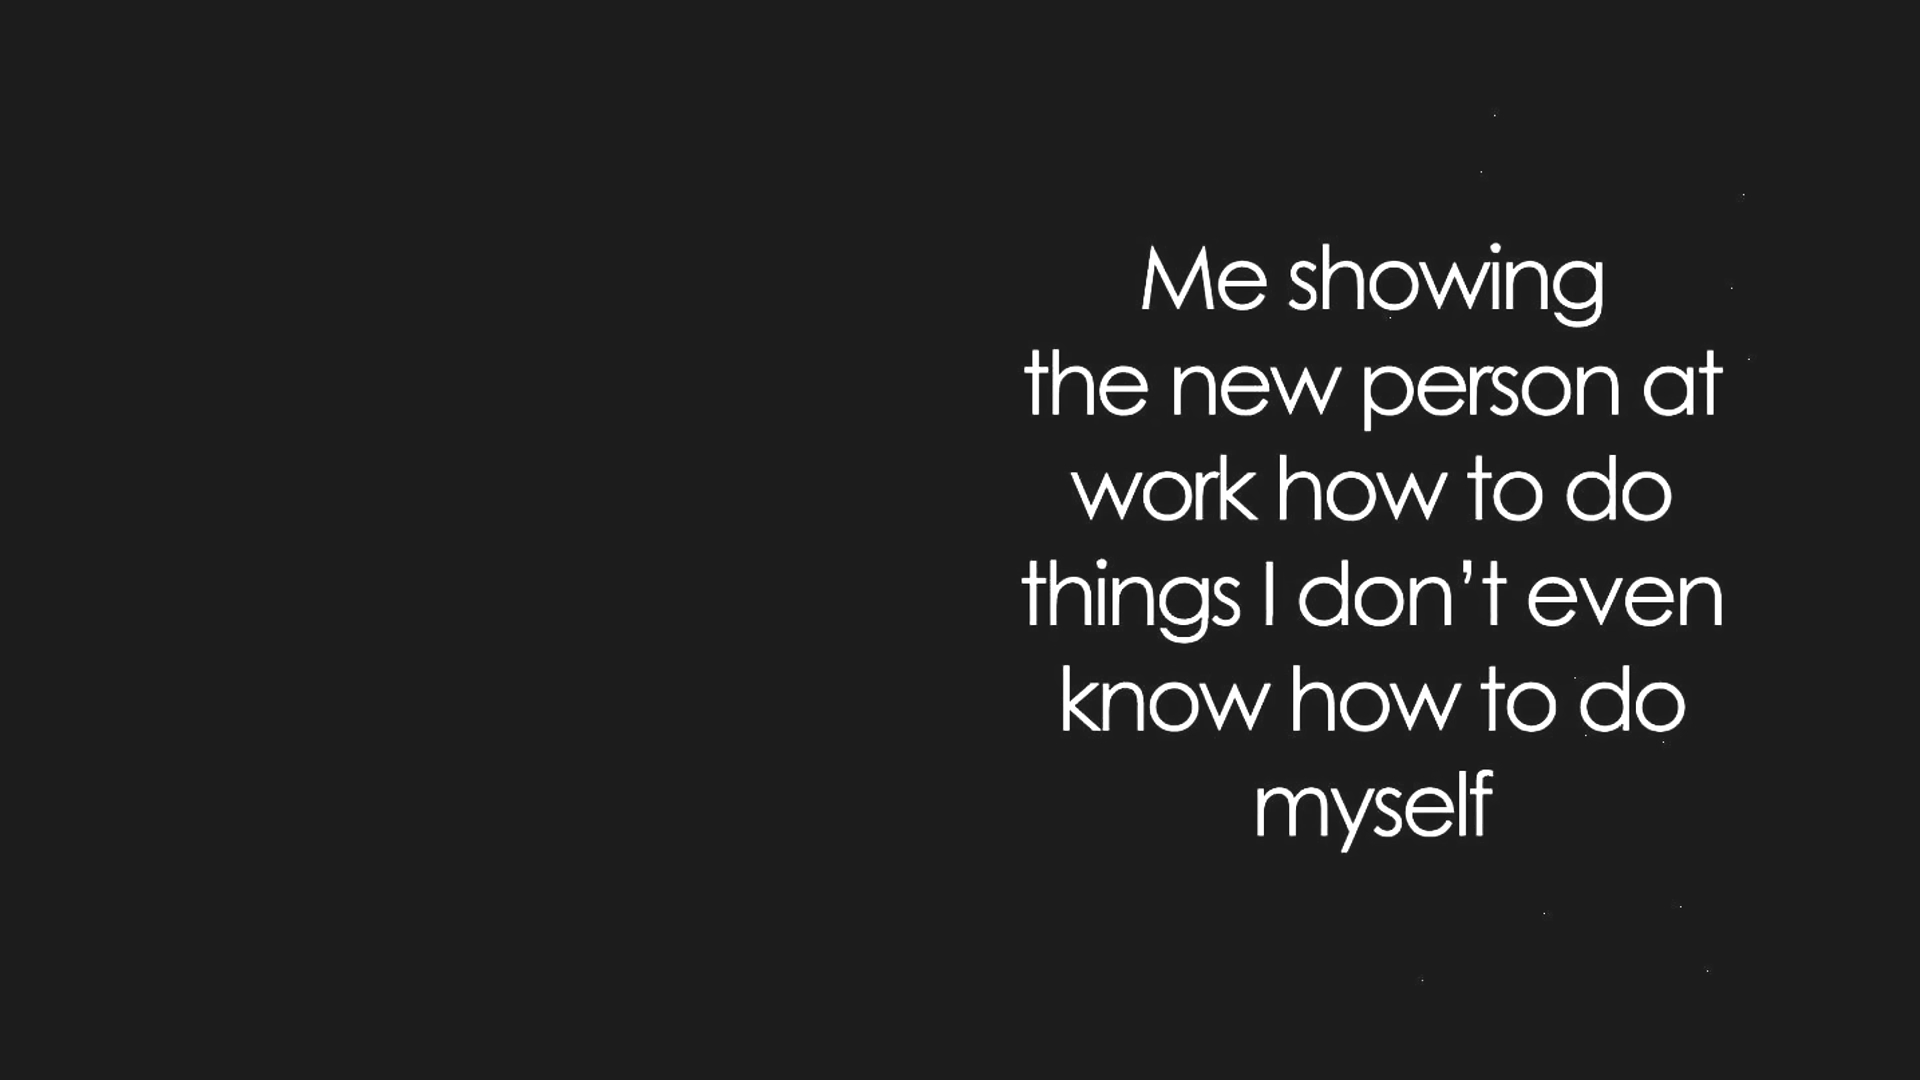 Me showing
the new person at
work how to do
things I don’t even
know how to do
myself